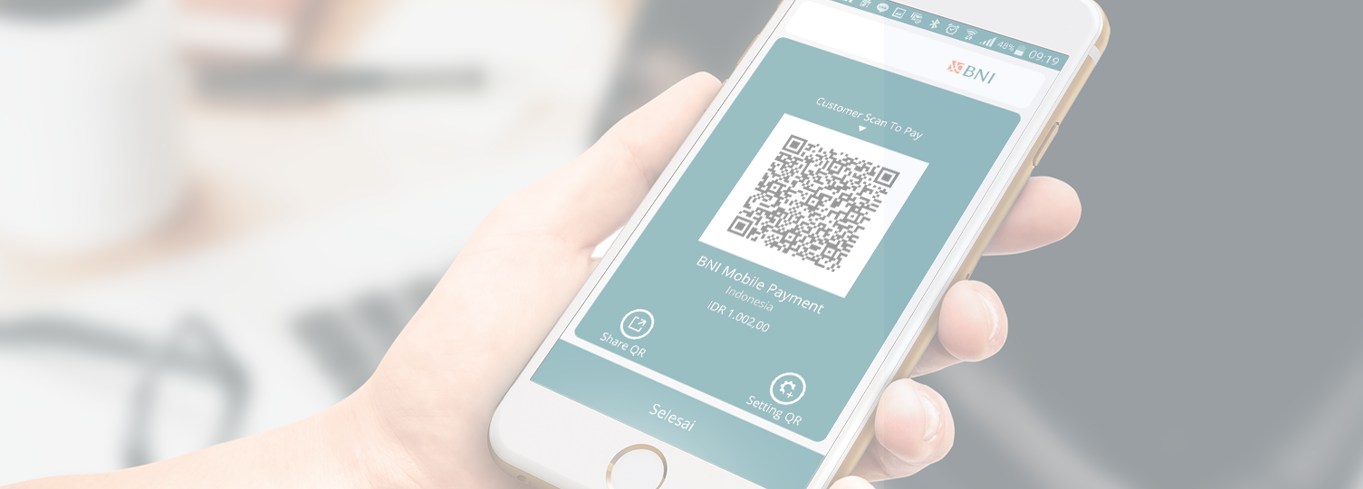 48% 09:19
BNI
Customer Scan To Pay
BNI Mobile Payment
Indonesia
IDR 1.002,00
Share QR
Setting QR
Selesai